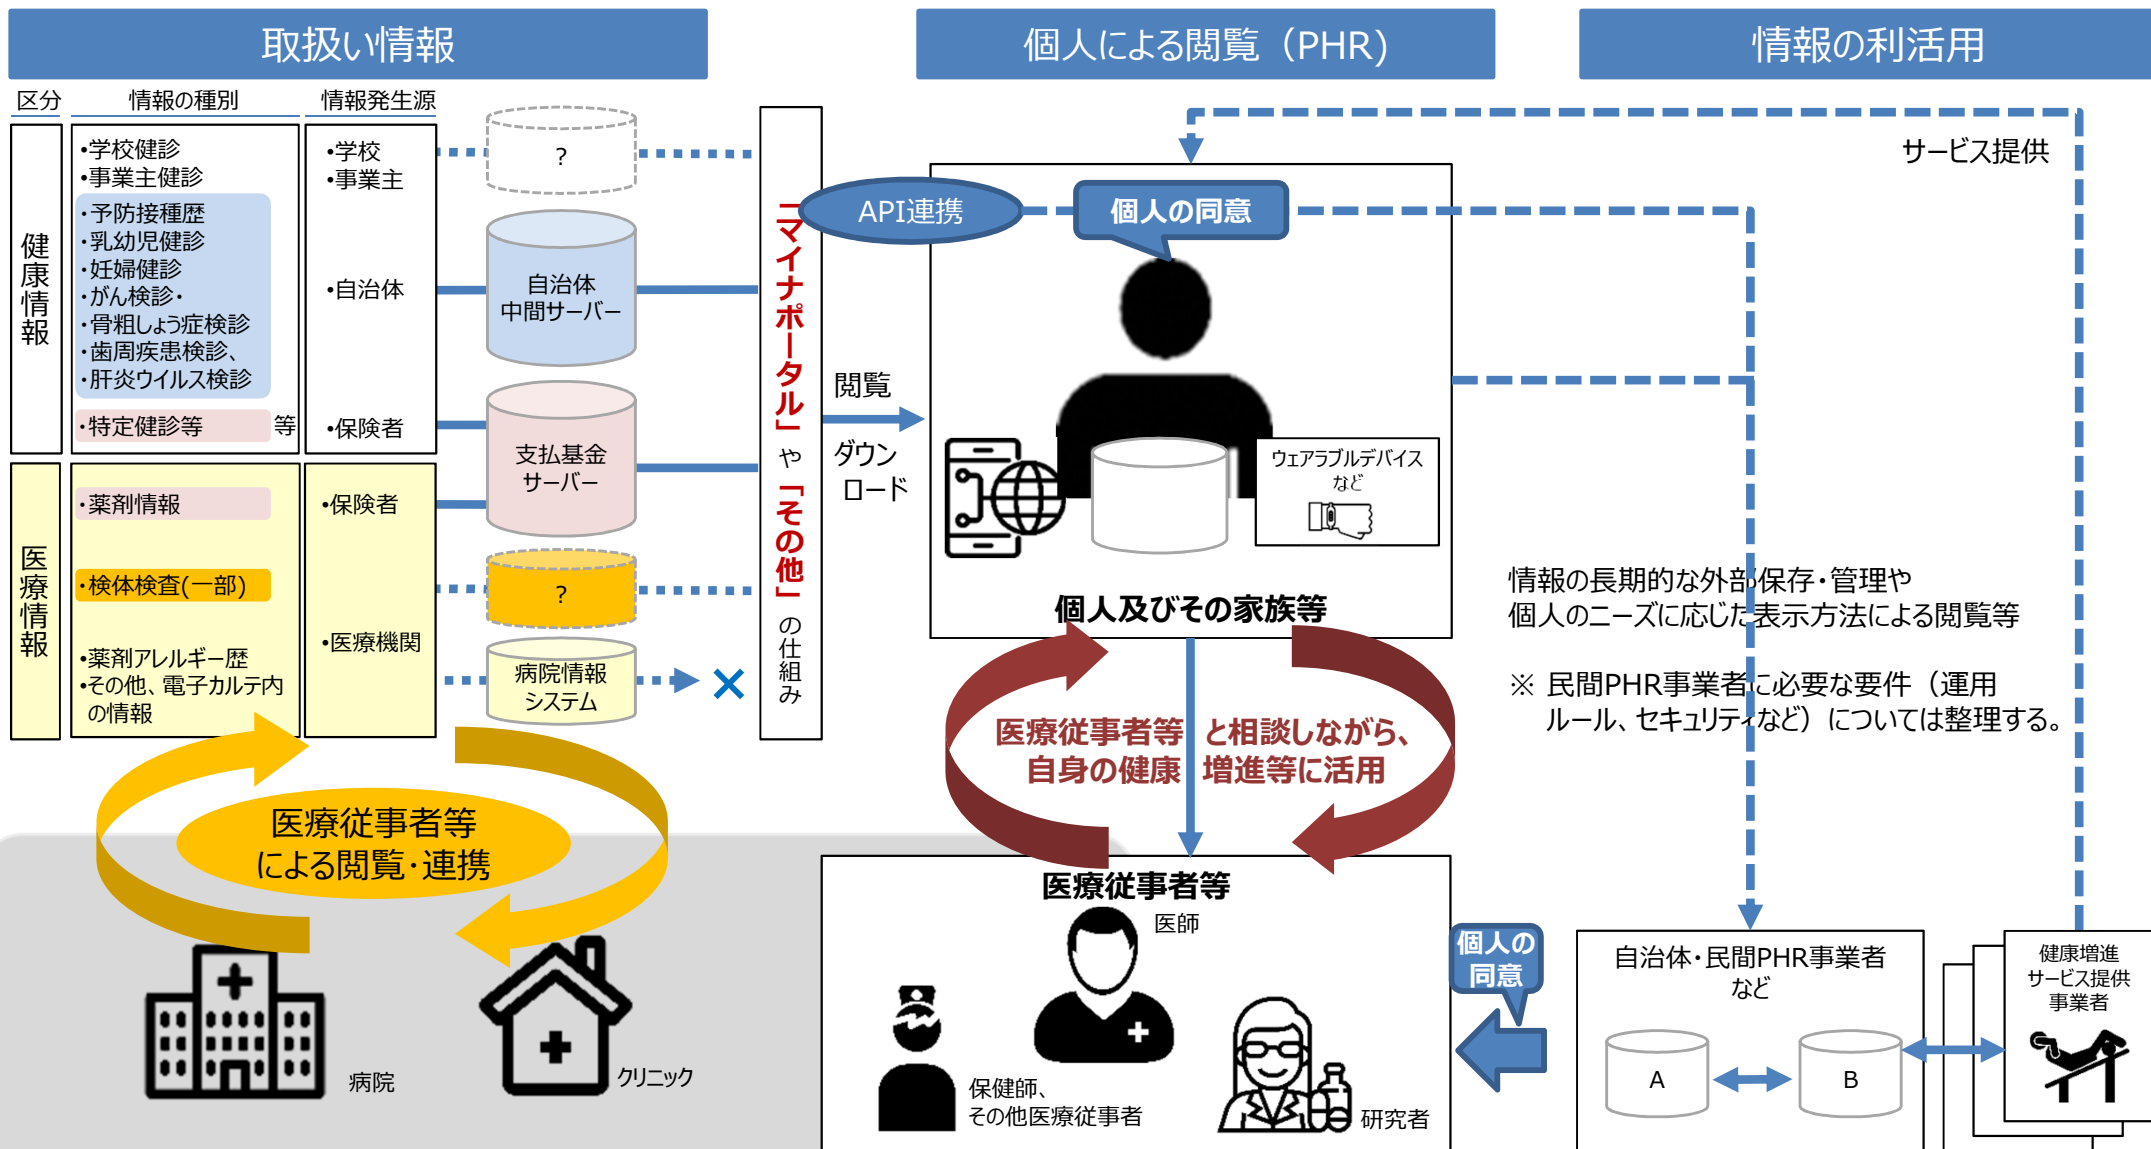 取扱い情報
個人による閲覧（PHR）
情報の利活用
区分
情報の種別
情報発生源
健康情報
•学校健診
•事業主健診
・予防接種歴
・乳幼児健診
・妊婦健診
・がん検診・
・骨粗しょう症検診
・歯周疾患検診、
・肝炎ウイルス検診
・特定健診等
等
•学校
•事業主
•自治体
•保険者
?
自治体
中間サーバー
支払基金
サーバー
医療情報
・薬剤情報
・検体検査(一部)
•薬剤アレルギー歴
•その他、電子カルテ内
の情報
•保険者
•医療機関
?
病院情報
システム
×
「マイナポータル」や「その他」の仕組み
閲覧
ダウン
ロード
API連携
個人の同意
ウェアラブルデバイス
など
個人及びその家族等
サービス提供
情報の長期的な外部保存・管理や
個人のニーズに応じた表示方法による閲覧等
※ 民間PHR事業者に必要な要件（運用
ルール、セキュリティなど）については整理する。
医療従事者等 と相談しながら、
自身の健康 増進等に活用
医療従事者等
による閲覧・連携
病院
クリニック
医療従事者等
医師
保健師、
その他医療従事者
研究者
個人の
同意
自治体・民間PHR事業者
など
A
B
健康増進
サービス提供
事業者